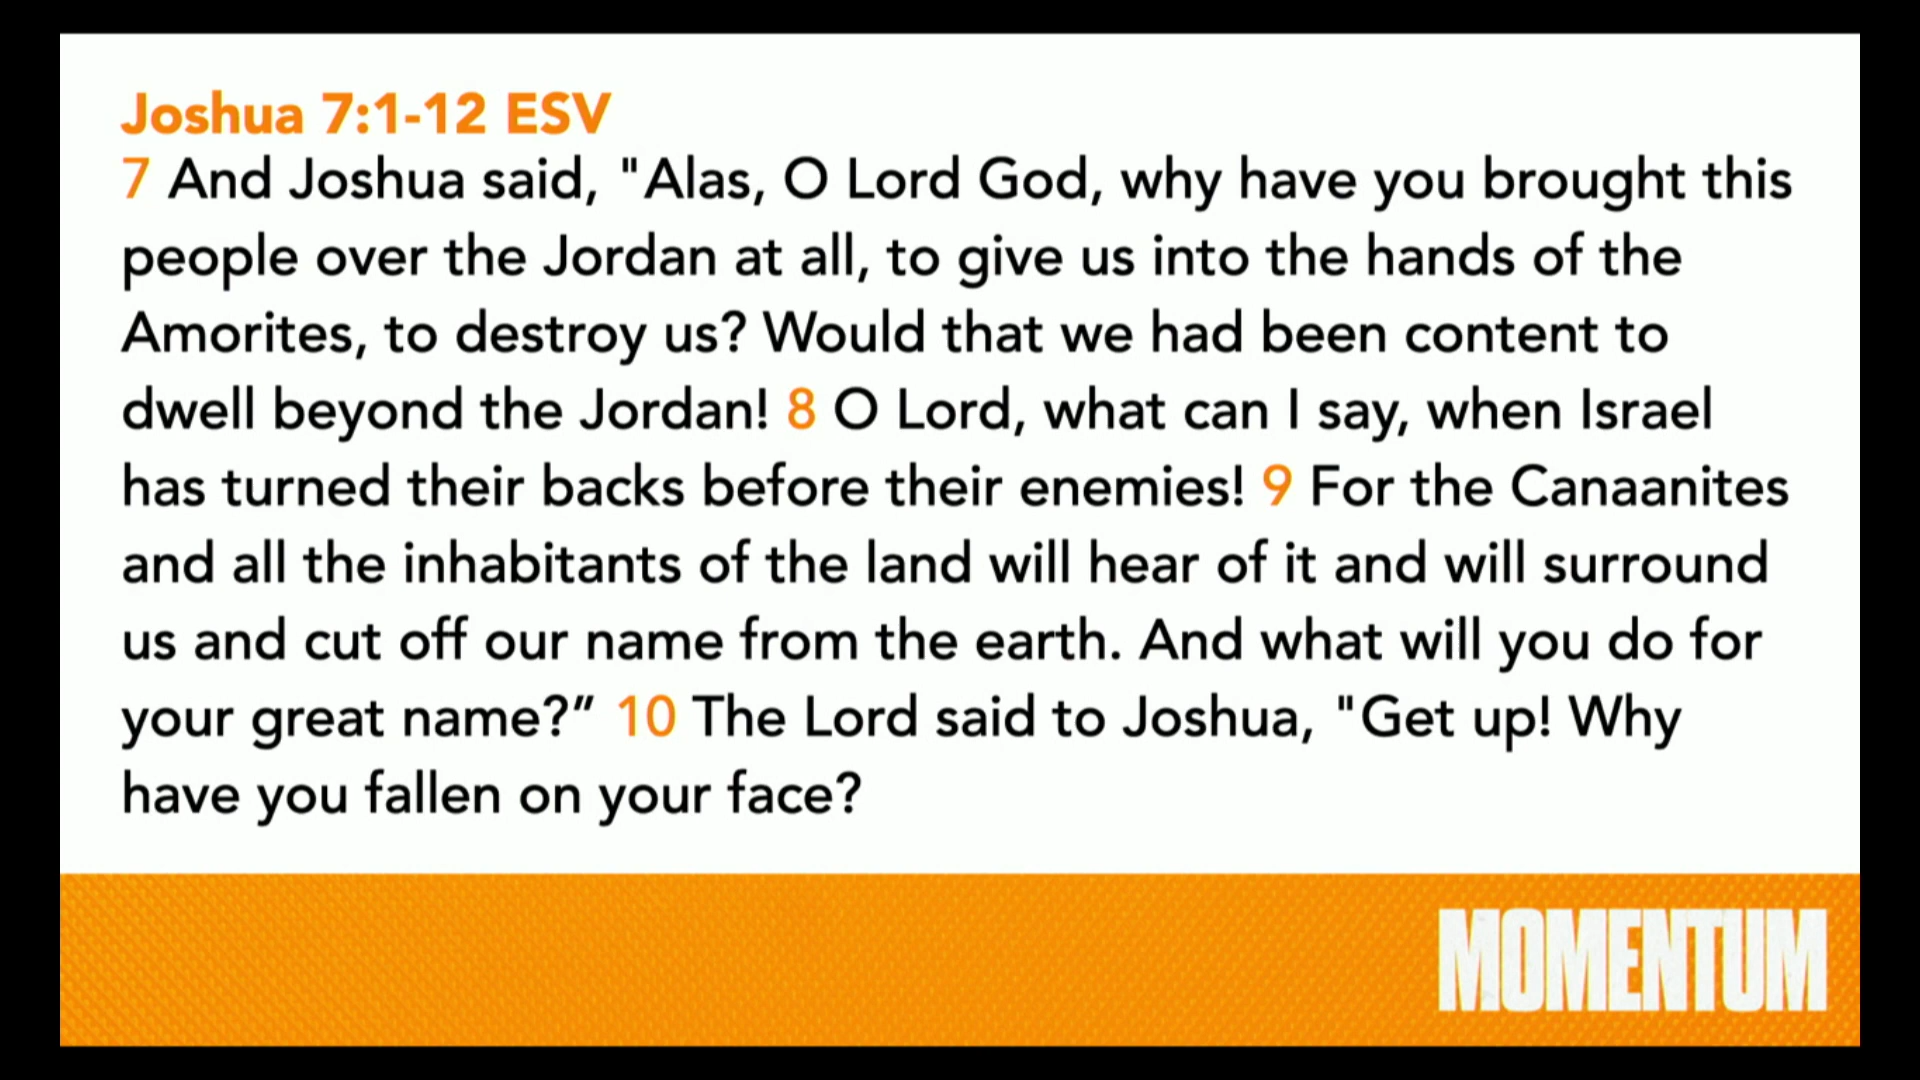 Joshua 7:1-12 ESV
7 And Joshua said, "Alas, O Lord God, why have you brought this
people over the Jordan at all, to give us into the hands of the
Amorites, to destroy us? Would that we had been content to
dwell beyond the Jordan! 8 O Lord, what can I say, when Israel
has turned their backs before their enemies! 9 For the Canaanites
and all the inhabitants of the land will hear of it and will surround
us and cut off our name from the earth. And what will you do for
your great name?” 10 The Lord said to Joshua, "Get up! Why
have you fallen on your face?
MOMENTUM